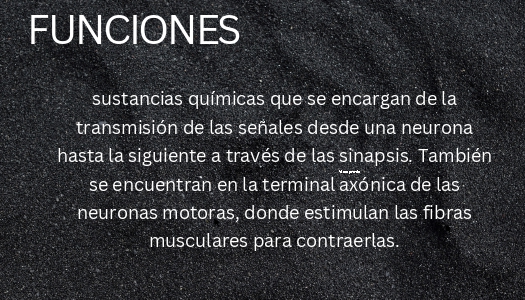 FUNCIONES
sustancias químicas que se encargan de la
transmisión de las señales desde una neurona
hasta la siguiente a través de las sinapsis. También
se encuentran en la terminal axónica de las
neuronas motoras, donde estimulan las fibras
musculares para contraerlas.